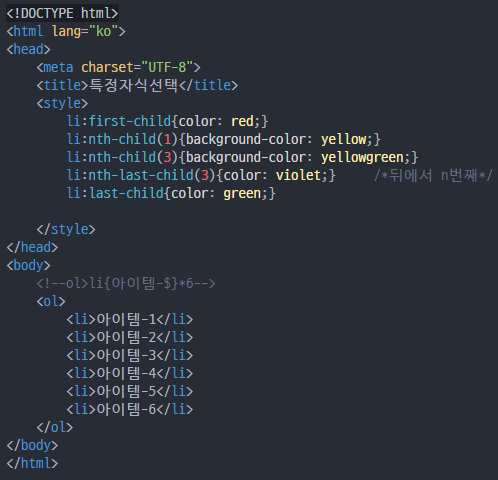 <!DOCTYPE html>
<html lang="ko">
<head>
    <meta charset="UTF-8">
    <title>특정자식선택</title>
    <style>
        li:first-child{color: red;}
        li:nth-child(1){background-color: yellow;}
        li:nth-child(3){background-color: yellowgreen;}
        li:nth-last-child(3){color: violet;}     /*뒤에서 n번째*/
        li:last-child{color: green;}

    </style>
</head>
<body>
    <!--ol>li{아이템-$}*6-->
    <ol>
        <li>아이템-1</li>
        <li>아이템-2</li>
        <li>아이템-3</li>
        <li>아이템-4</li>
        <li>아이템-5</li>
        <li>아이템-6</li>
    </ol>
</body>
</html>